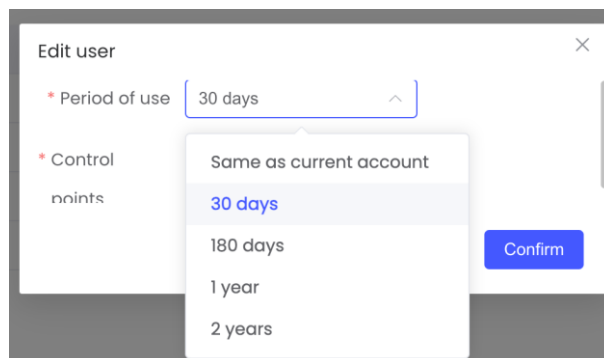 Edit user
* Period of use
30 days
* Control
points
Same as current account
30 days
180 days
1 year
2 years
Confirm